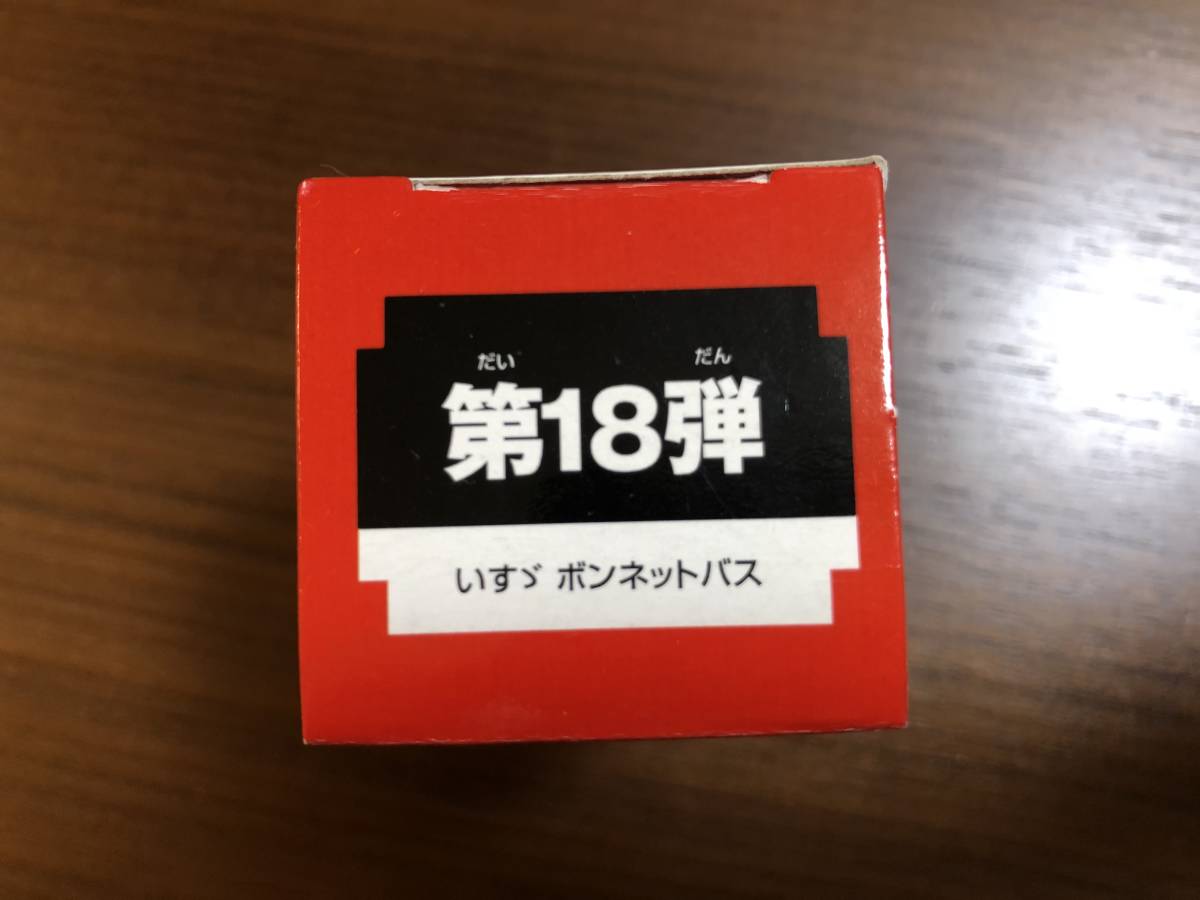 だい だん
第18弾
いすゞ ボンネットバス